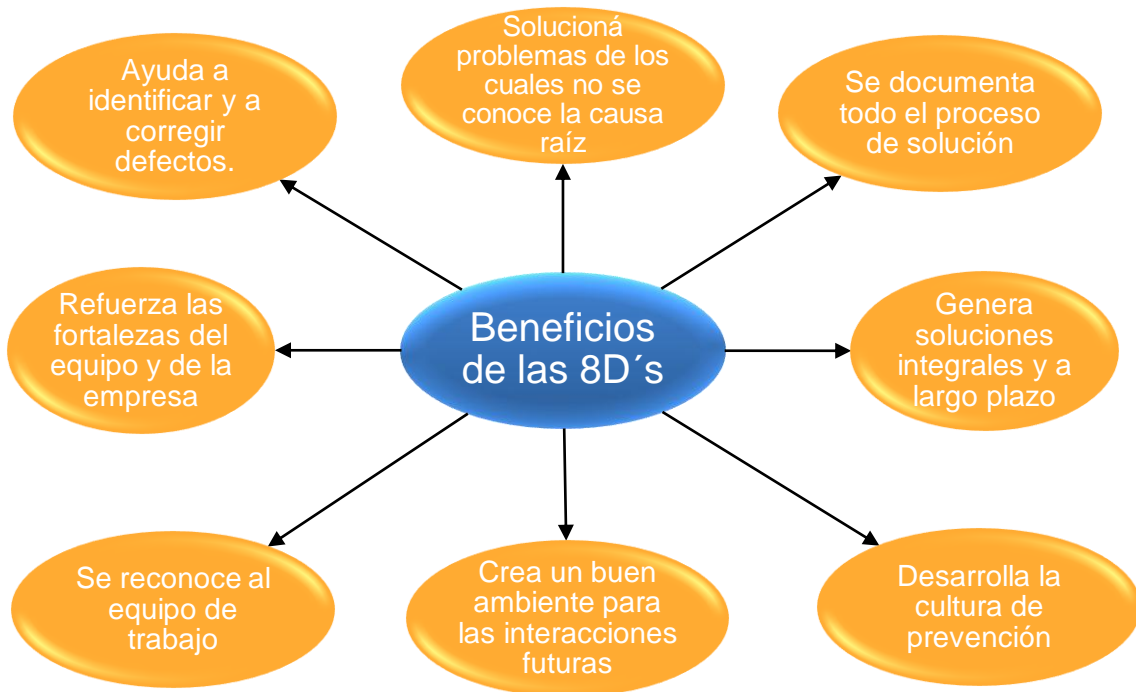 Ayuda a
identificar y a
corregir
defectos.
Solucioná
problemas de los
cuales no se
conoce la causa
raíz
Se documenta
todo el proceso
de solución
Refuerza las
fortalezas del
equipo y de la
empresa
Beneficios
de las 8D´s
Genera
soluciones
integrales y a
largo plazo
Se reconoce al
equipo de
trabajo
Crea un buen
ambiente para
las interacciones
futuras
Desarrolla la
cultura de
prevención